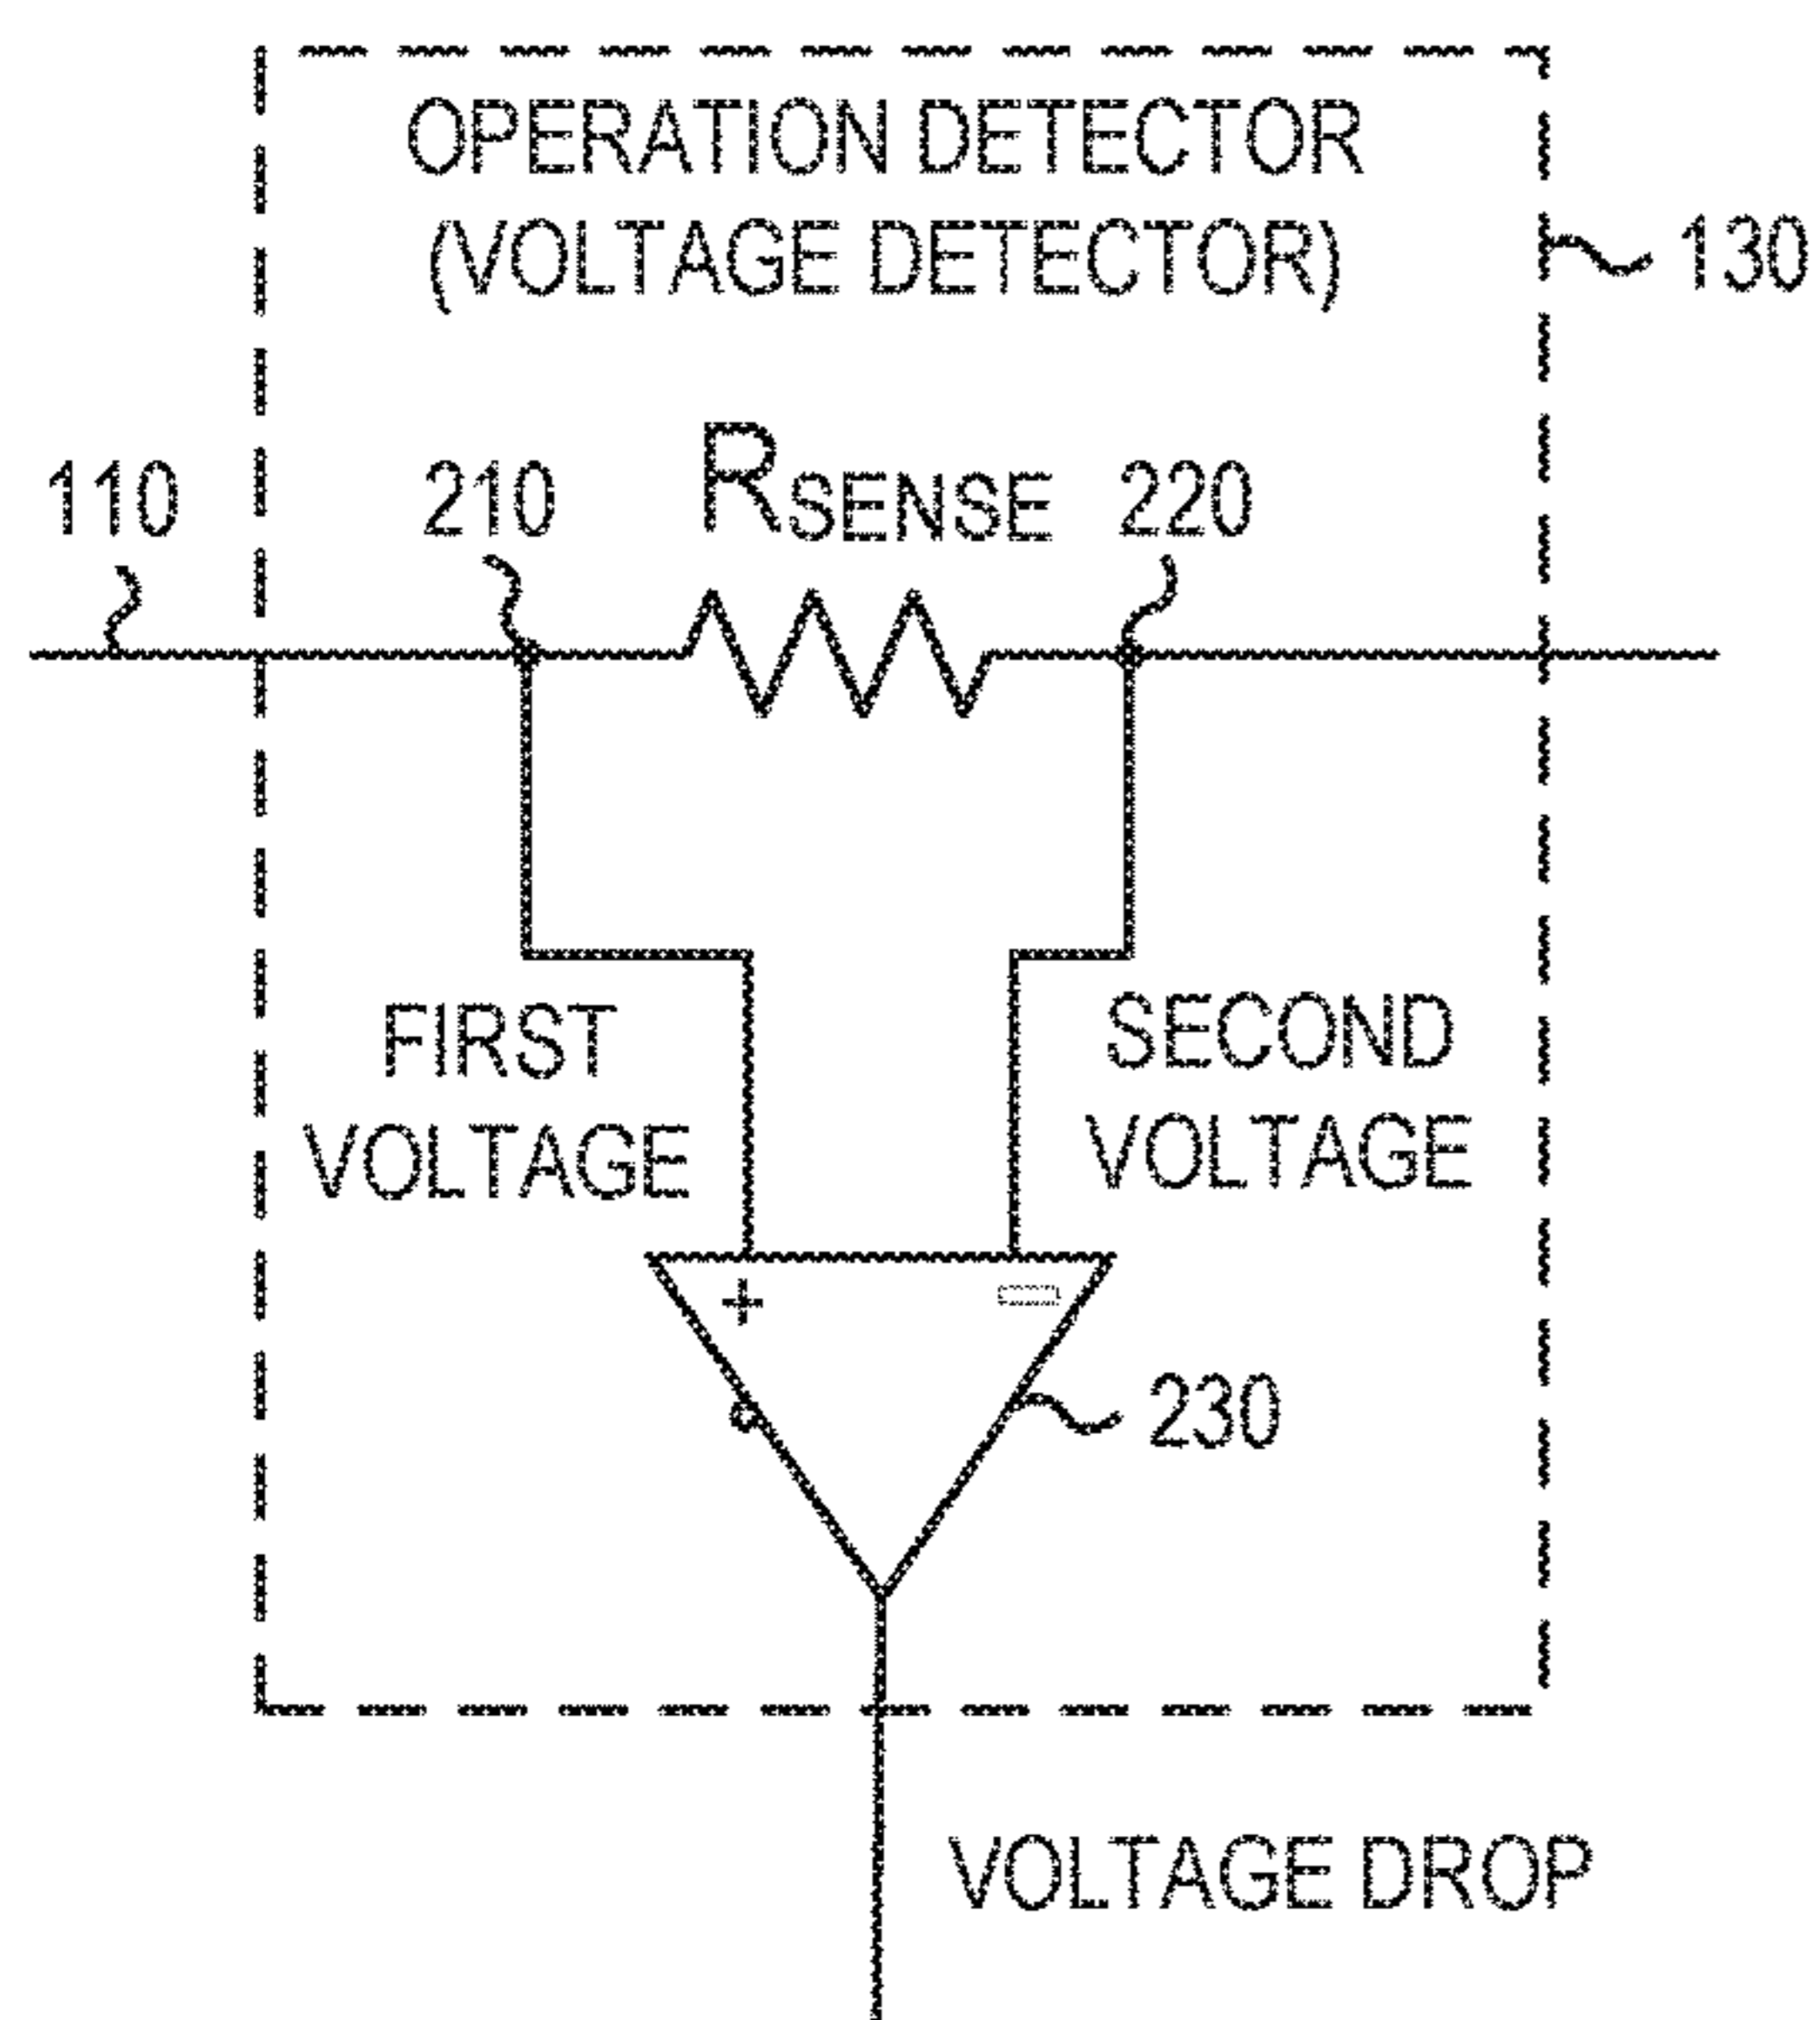 OPERATION DETECTOR
(VOLTAGE DETECTOR)
130
110
210
RSENSE
220
FIRST
VOLTAGE
SECOND
VOLTAGE
+
−
230
VOLTAGE DROP